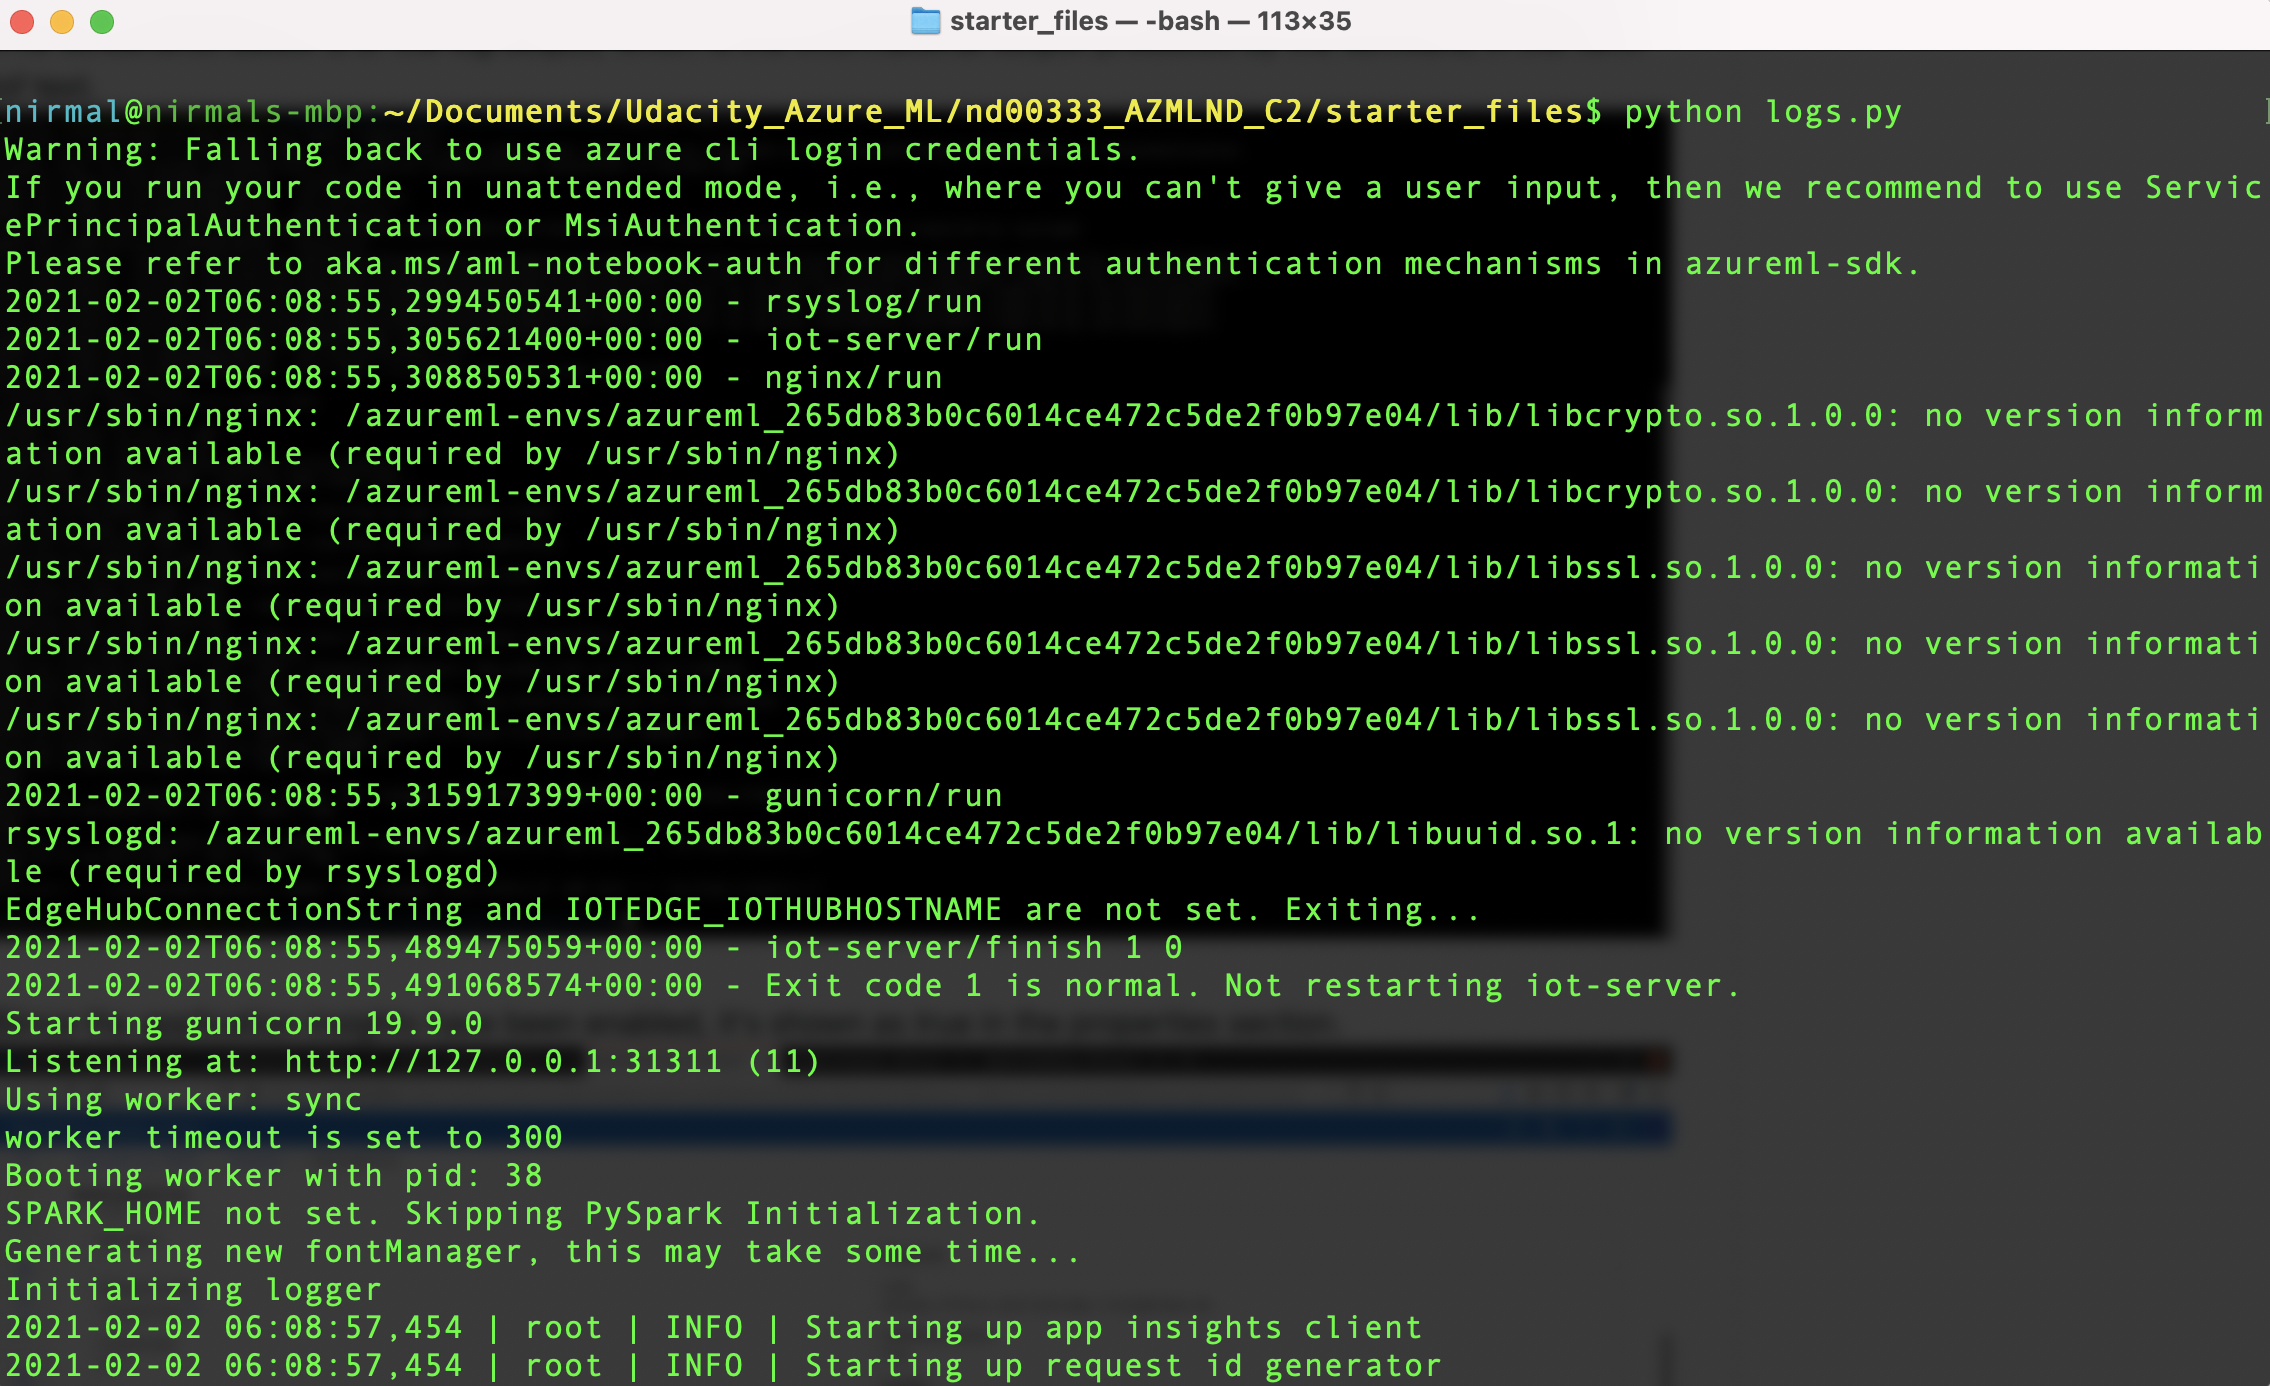 starter_files — -bash — 113×35
nirmal@nirmals-mbp:~/Documents/Udacity_Azure_ML/nd00333_AZMLND_C2/starter_files$ python logs.py
Warning: Falling back to use azure cli login credentials.
If you run your code in unattended mode, i.e., where you can't give a user input, then we recommend to use Servic
ePrincipalAuthentication or MsiAuthentication.
Please refer to aka.ms/aml-notebook-auth for different authentication mechanisms in azureml-sdk.
2021-02-02T06:08:55,299450541+00:00 - rsyslog/run
2021-02-02T06:08:55,305621400+00:00 - iot-server/run
2021-02-02T06:08:55,308850531+00:00 - nginx/run
/usr/sbin/nginx: /azureml-envs/azureml_265db83b0c6014ce472c5de2f0b97e04/lib/libcrypto.so.1.0.0: no version inform
ation available (required by /usr/sbin/nginx)
/usr/sbin/nginx: /azureml-envs/azureml_265db83b0c6014ce472c5de2f0b97e04/lib/libcrypto.so.1.0.0: no version inform
ation available (required by /usr/sbin/nginx)
/usr/sbin/nginx: /azureml-envs/azureml_265db83b0c6014ce472c5de2f0b97e04/lib/libssl.so.1.0.0: no version informati
on available (required by /usr/sbin/nginx)
/usr/sbin/nginx: /azureml-envs/azureml_265db83b0c6014ce472c5de2f0b97e04/lib/libssl.so.1.0.0: no version informati
on available (required by /usr/sbin/nginx)
/usr/sbin/nginx: /azureml-envs/azureml_265db83b0c6014ce472c5de2f0b97e04/lib/libssl.so.1.0.0: no version informati
on available (required by /usr/sbin/nginx)
2021-02-02T06:08:55,315917399+00:00 - gunicorn/run
rsyslogd: /azureml-envs/azureml_265db83b0c6014ce472c5de2f0b97e04/lib/libuuid.so.1: no version information availab
le (required by rsyslogd)
EdgeHubConnectionString and IOTEDGE_IOTHUBHOSTNAME are not set. Exiting...
2021-02-02T06:08:55,489475059+00:00 - iot-server/finish 1 0
2021-02-02T06:08:55,491068574+00:00 - Exit code 1 is normal. Not restarting iot-server.
Starting gunicorn 19.9.0
Listening at: http://127.0.0.1:31311 (11)
Using worker: sync
worker timeout is set to 300
Booting worker with pid: 38
SPARK_HOME not set. Skipping PySpark Initialization.
Generating new fontManager, this may take some time...
Initializing logger
2021-02-02 06:08:57,454 | root | INFO | Starting up app insights client
2021-02-02 06:08:57,454 | root | INFO | Starting up request id generator